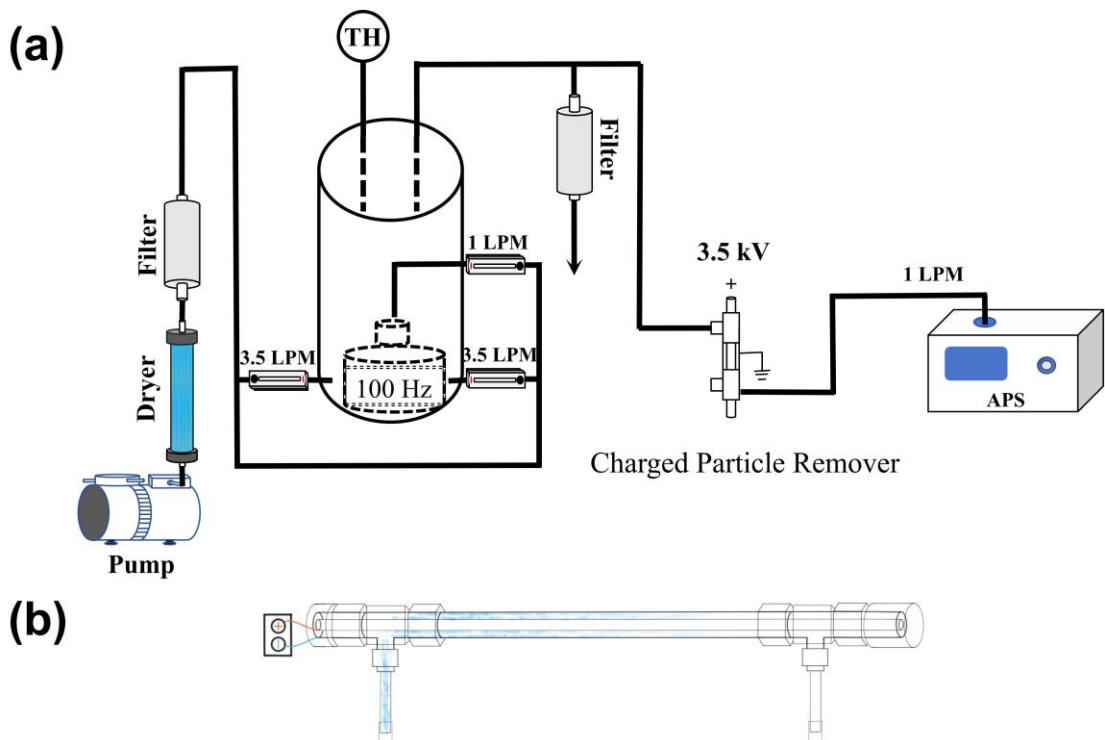 (a)
TH
Filter
Dryer
Pump
3.5 LPM
100 Hz
3.5 LPM
1 LPM
Filter
3.5 kV
+
1 LPM
APS
Charged Particle Remover
(b)
+
−